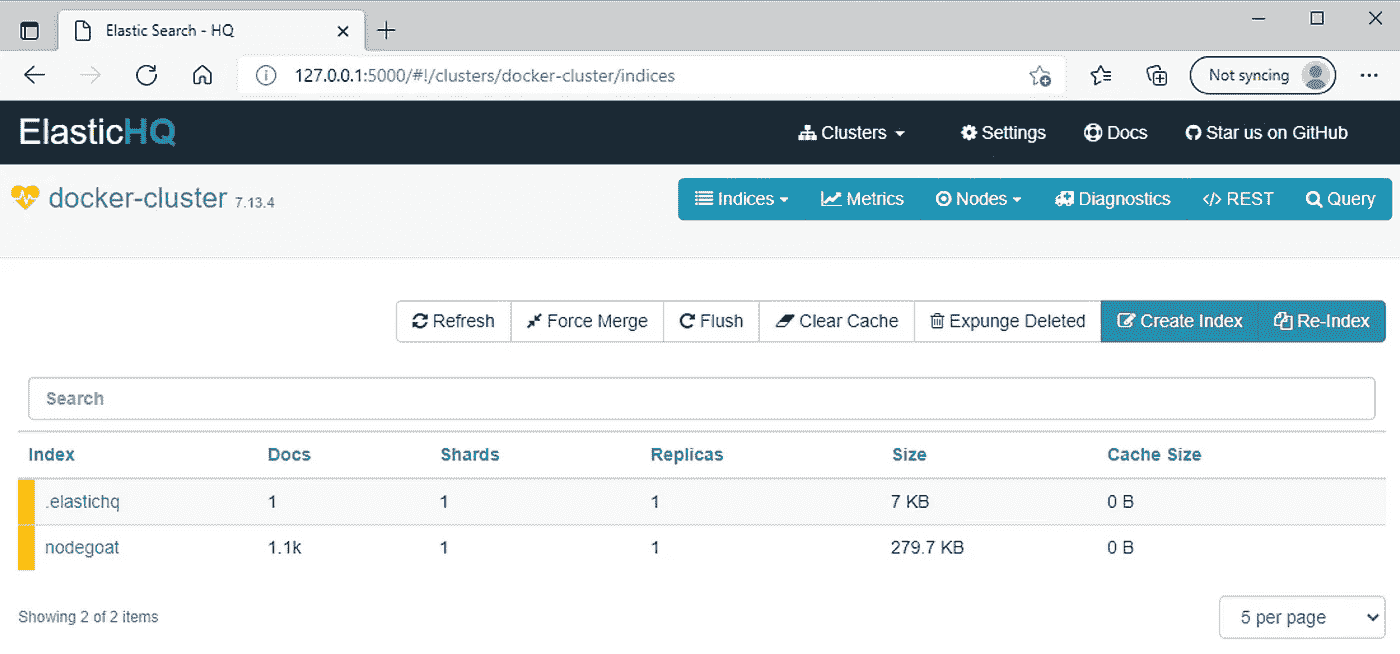 Elastic Search - HQ
127.0.0.1:5000/#!/clusters/docker-cluster/indices
Not syncing
ElasticHQ
Clusters Settings Docs Star us on GitHub
docker-cluster 7.13.4
Indices Metrics Nodes Diagnostics </> REST Query
Refresh Force Merge Flush Clear Cache Expunge Deleted Create Index Re-Index
Search
Index Docs Shards Replicas Size Cache Size
.elastichq 1 1 1 7 KB 0 B
nodegoat 1.1k 1 1 279.7 KB 0 B
Showing 2 of 2 items
5 per page